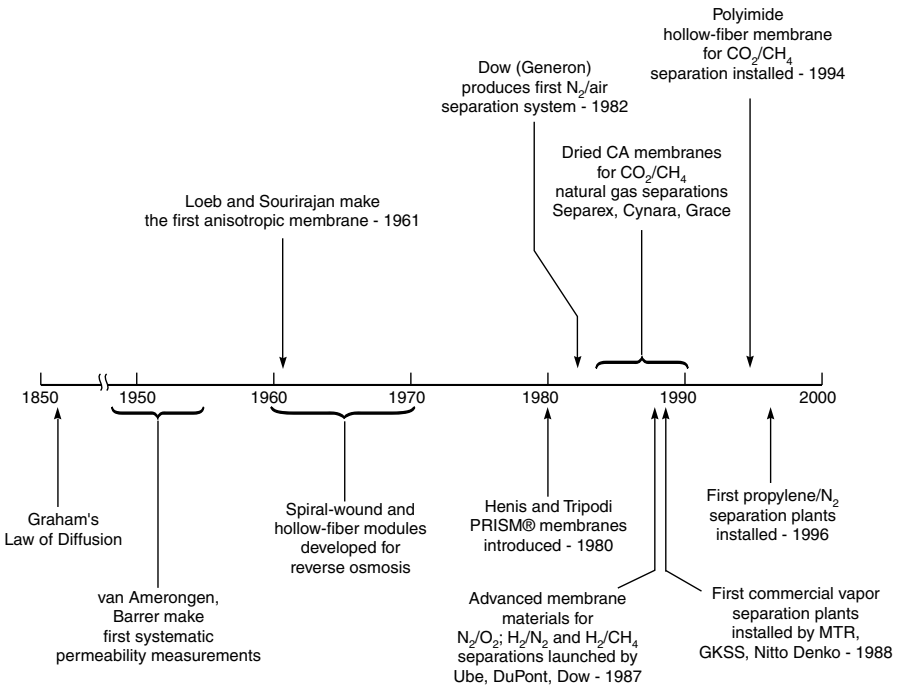 Polyimide
hollow-fiber membrane
for CO₂/CH₄
separation installed - 1994
Dow (Generon)
produces first N₂/air
separation system - 1982
Dried CA membranes
for CO₂/CH₄
natural gas separations
Separex, Cynara, Grace
Loeb and Sourirajan make
the first anisotropic membrane - 1961
1850 1950 1960 1970 1980 1990 2000
Graham's
Law of Diffusion
van Amerongen,
Barrer make
first systematic
permeability measurements
Spiral-wound and
hollow-fiber modules
developed for
reverse osmosis
Henis and Tripodi
PRISM® membranes
introduced - 1980
Advanced membrane
materials for
N₂/O₂; H₂/N₂ and H₂/CH₄
separations launched by
Ube, DuPont, Dow - 1987
First propylene/N₂
separation plants
installed - 1996
First commercial vapor
separation plants
installed by MTR,
GKSS, Nitto Denko - 1988